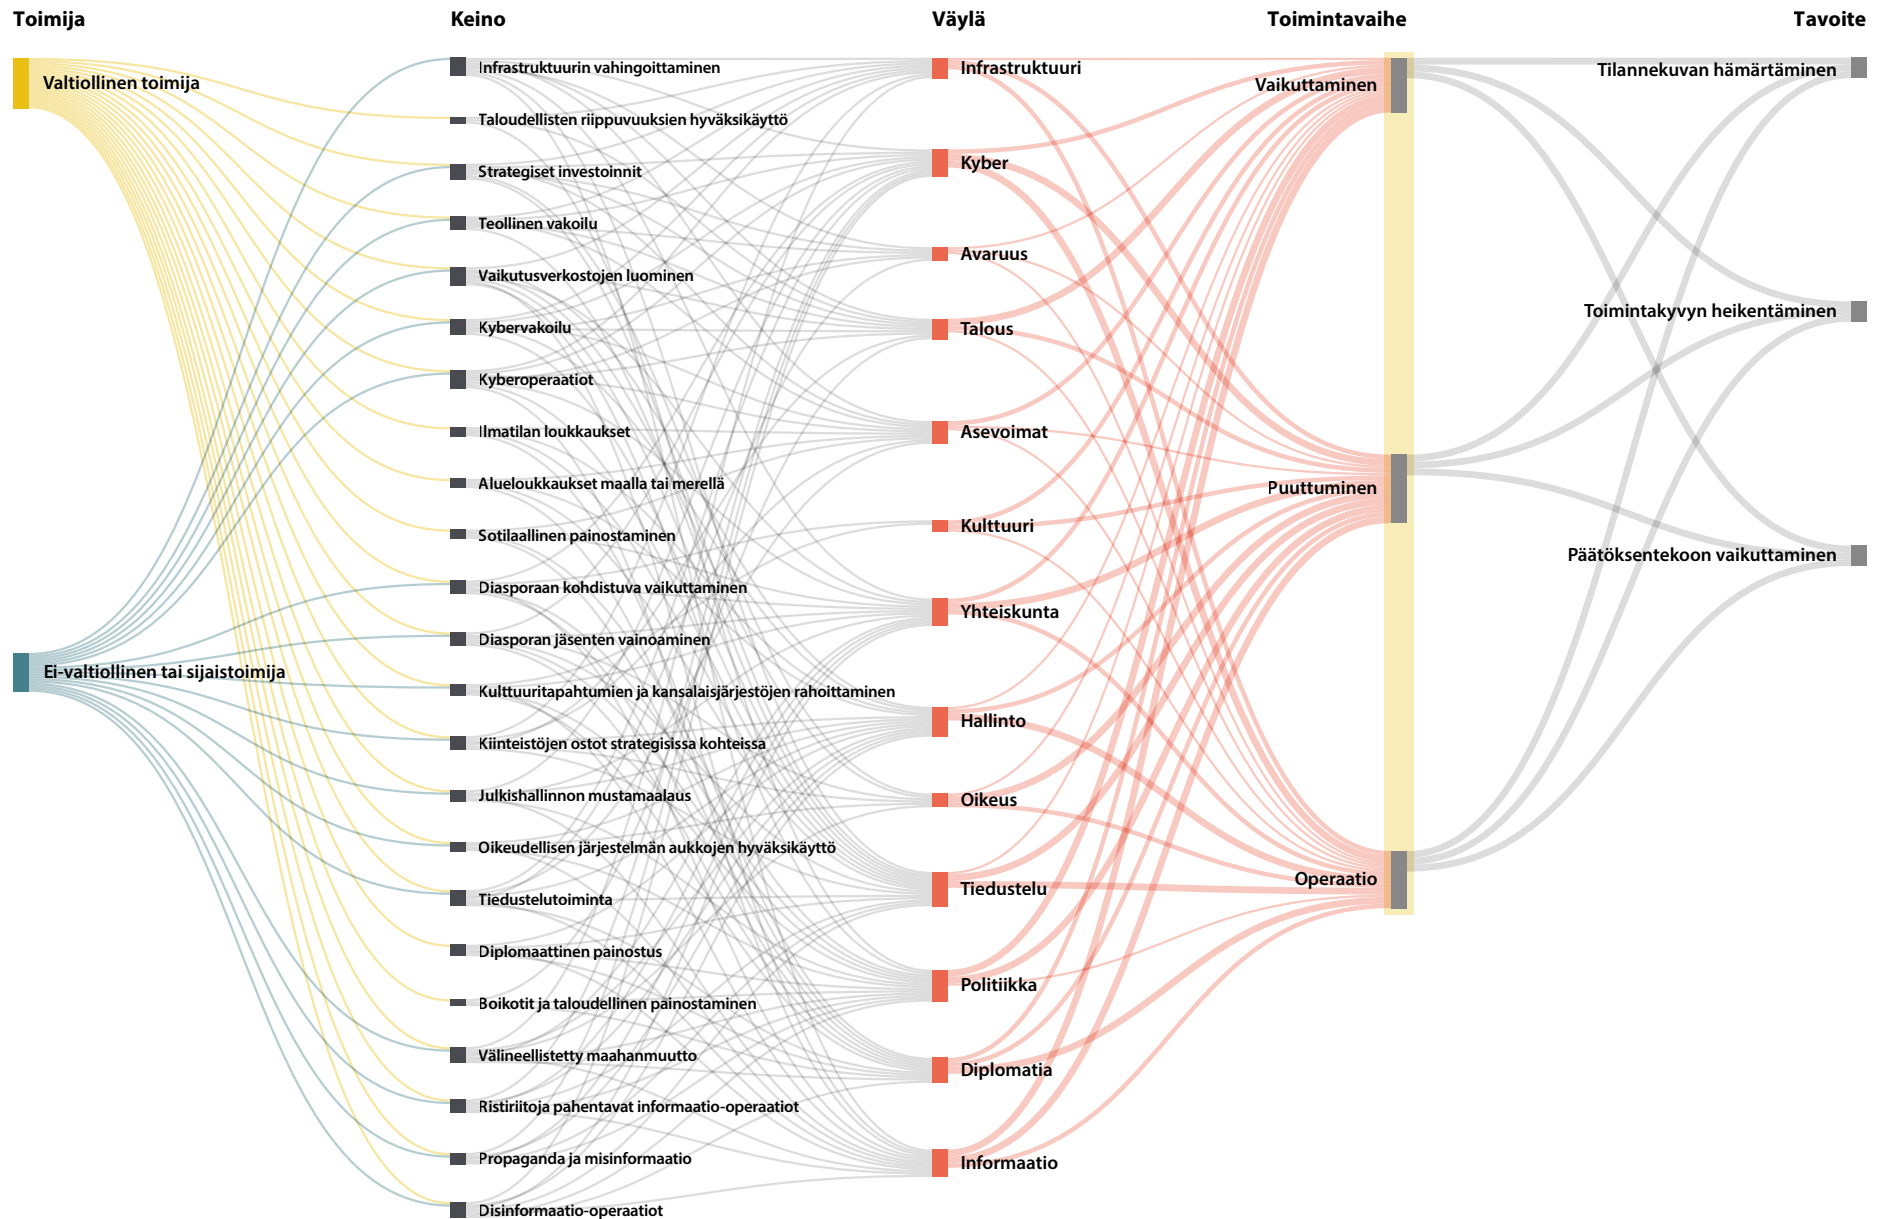 Toimija
Keino
Väylä
Toimintavaihe
Tavoite
Valtiollinen toimija
Ei-valtiollinen tai sijaistoimija
Infrastruktuurin vahingoittaminen
Taloudellisten riippuvuuksien hyväksikäyttö
Strategiset investoinnit
Teollinen vakoilu
Vaikutusverkostojen luominen
Kybervakoilu
Kyberoperaatiot
Ilmatilan loukkaukset
Alueloukkaukset maalla tai merellä
Sotilaallinen painostaminen
Diasporaan kohdistuva vaikuttaminen
Diasporan jäsenten vainoaminen
Kulttuuritapahtumien ja kansalaisjärjestöjen rahoittaminen
Kiinteistöjen ostot strategisissa kohteissa
Julkishallinnon mustamaalaus
Oikeudellisen järjestelmän aukkojen hyväksikäyttö
Tiedustelutoiminta
Diplomaattinen painostus
Boikotit ja taloudellinen painostaminen
Välineellistetty maahanmuutto
Ristiriitoja pahentavat informaatio-operaatiot
Propaganda ja misinformaatio
Disinformaatio-operaatiot
Infrastruktuuri
Kyber
Avaruus
Talous
Asevoimat
Kulttuuri
Yhteiskunta
Hallinto
Oikeus
Tiedustelu
Politiikka
Diplomatia
Informaatio
Vaikuttaminen
Puuttuminen
Operaatio
Tilannekuvan hämärtäminen
Toimintakyvyn heikentäminen
Päätöksentekoon vaikuttaminen